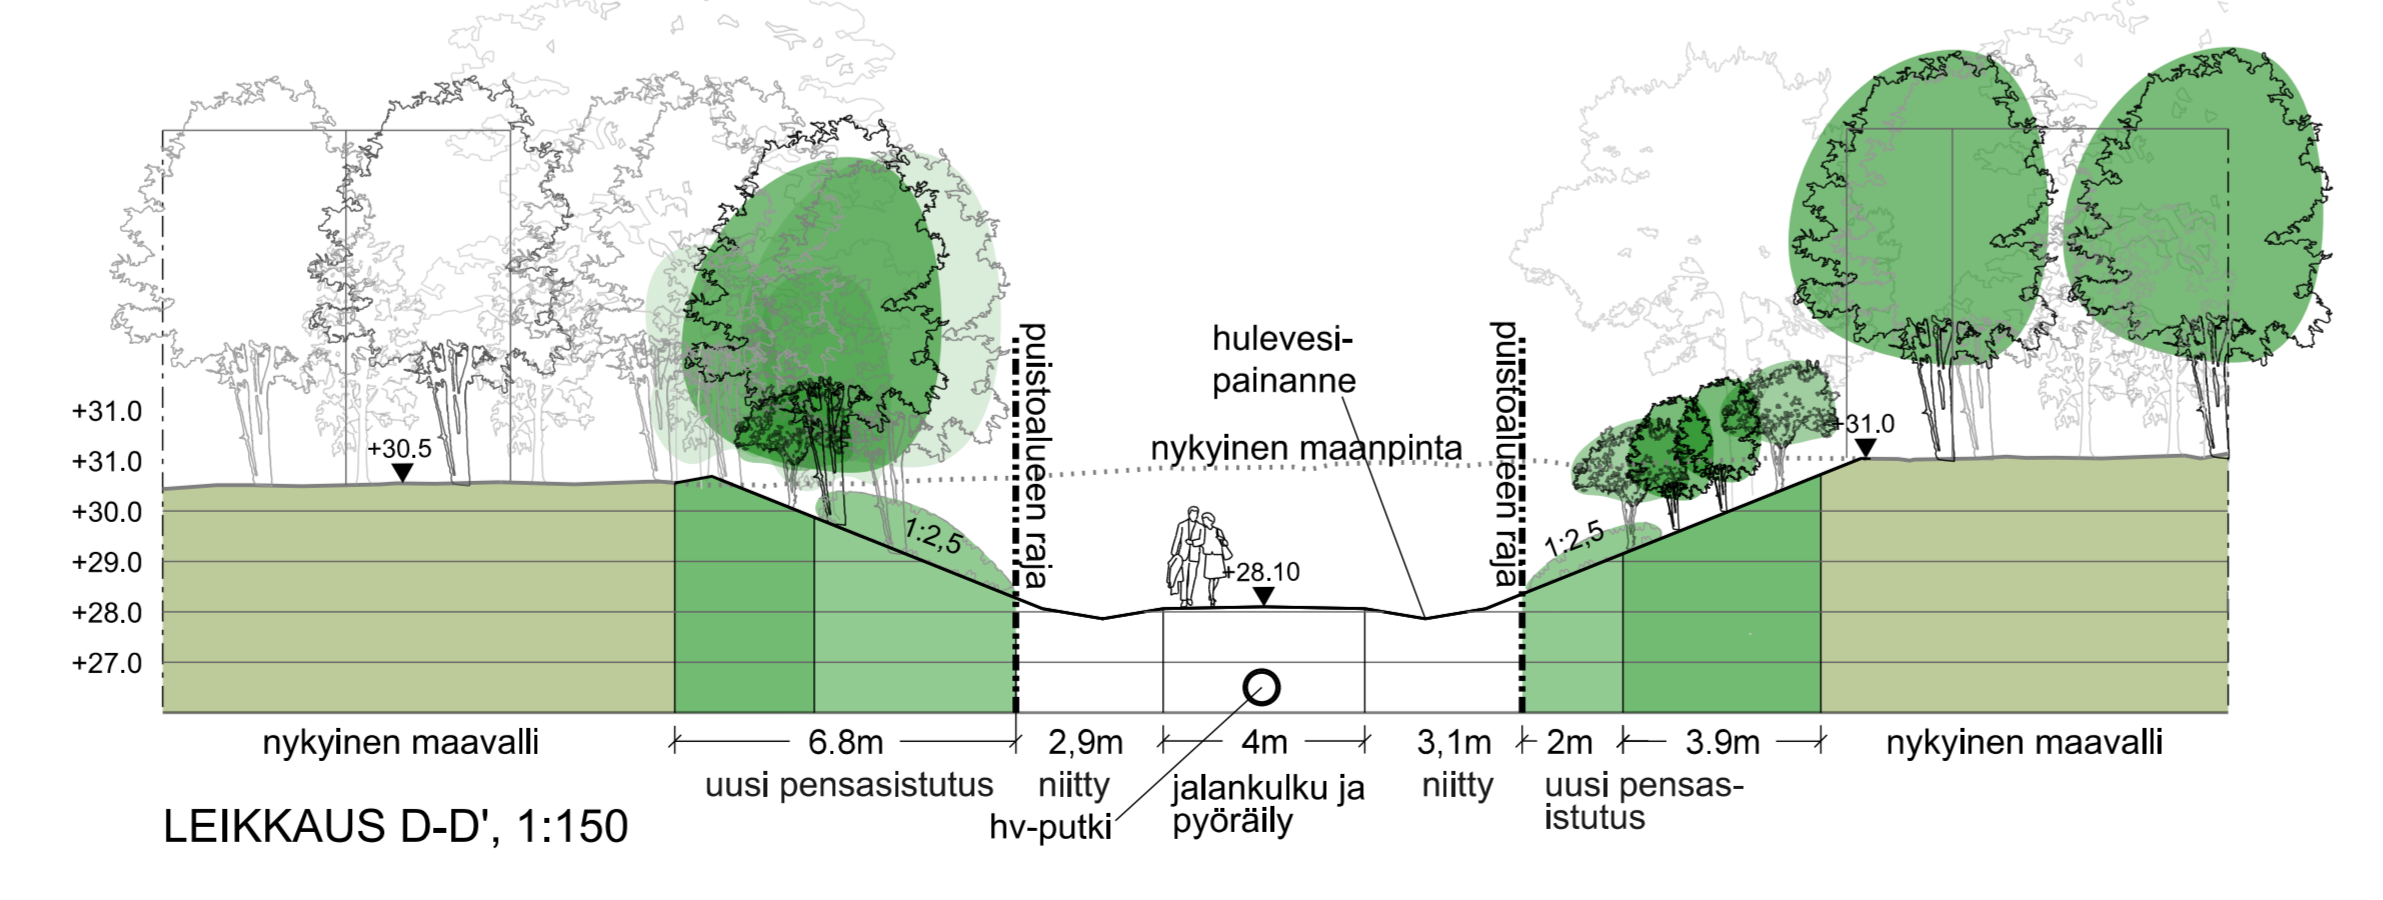 puistoalueen raja
puistoalueen raja
hulevesi-
painanne
nykyinen maanpinta
+31.0
+31.0
+30.0
+29.0
+28.0
+27.0
+30.5
+31.0
1:2,5
1:2,5
+28.10
nykyinen maavalli
6.8m
2,9m
4m
3,1m
2m
3.9m
nykyinen maavalli
uusi pensasistutus
niitty
jalankulku ja
pyöräily
niitty
uusi pensas-
istutus
hv-putki
LEIKKAUS D-D', 1:150